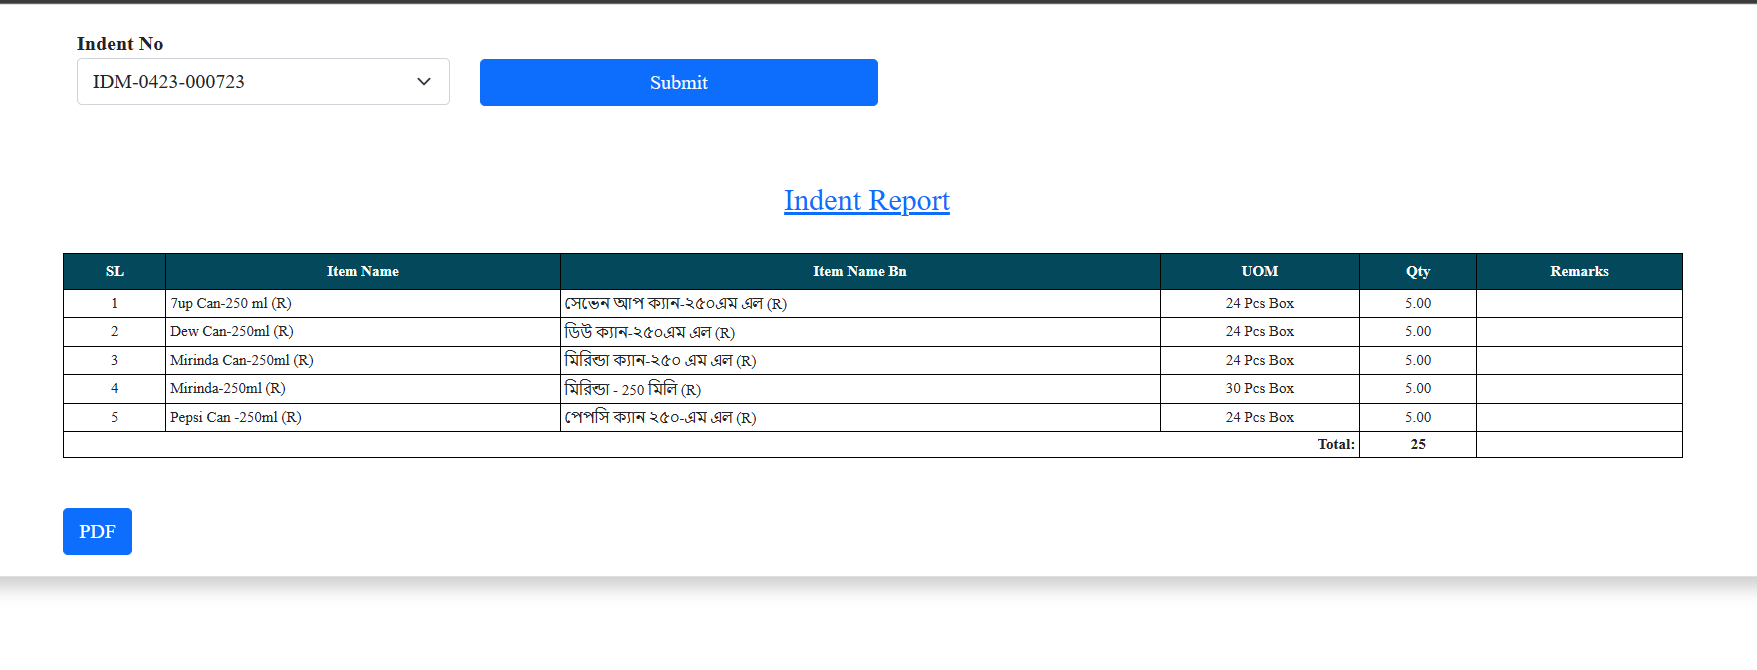 Indent No
IDM-0423-000723
Submit
Indent Report
SL Item Name Item Name Bn UOM Qty Remarks
1 7up Can-250 ml (R) সেভেন আপ ক্যান-২৫০এম এল (R) 24 Pcs Box 5.00
2 Dew Can-250ml (R) ডিউ ক্যান-২৫০এম এল (R) 24 Pcs Box 5.00
3 Mirinda Can-250ml (R) মিরিন্ডা ক্যান-২৫০ এম এল (R) 24 Pcs Box 5.00
4 Mirinda-250ml (R) মিরিন্ডা - 250 মিলি (R) 30 Pcs Box 5.00
5 Pepsi Can -250ml (R) পেপসি ক্যান ২৫০-এম এল (R) 24 Pcs Box 5.00
Total: 25
PDF